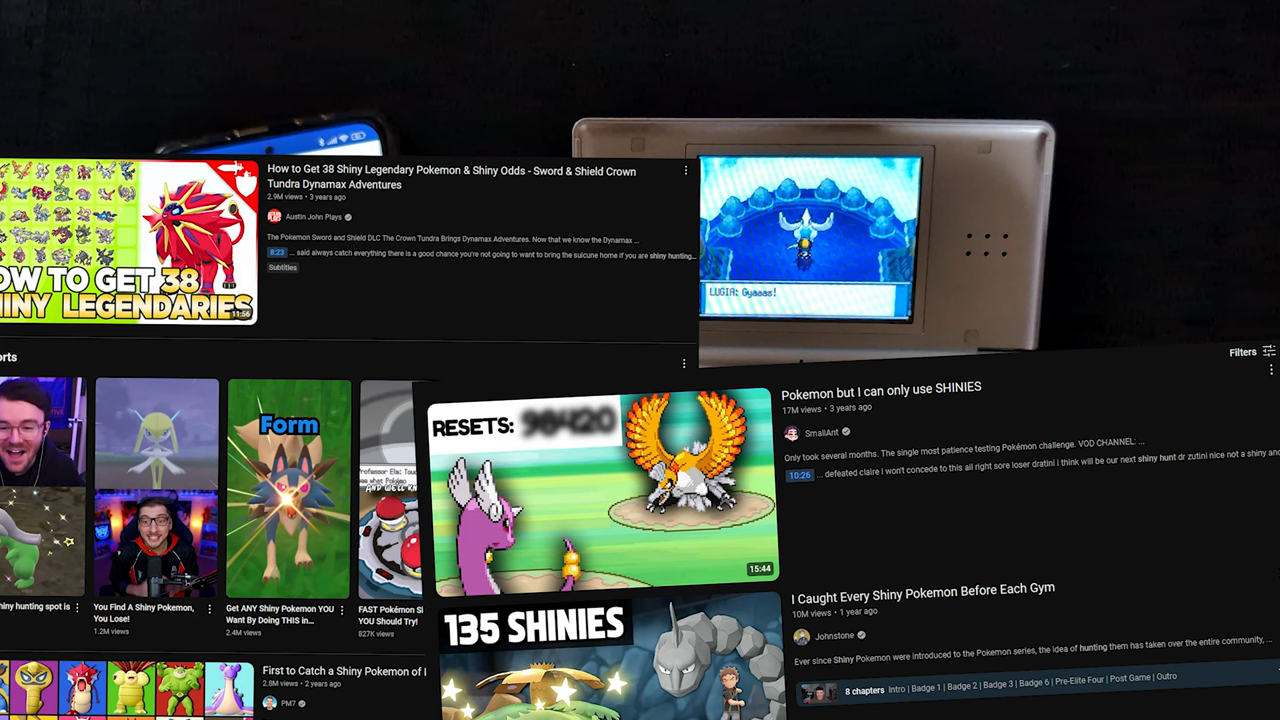 How to Get 38 Shiny Legendary Pokemon & Shiny Odds - Sword & Shield Crown
Tundra Dynamax Adventures
2.9M views • 3 years ago
Austin John Plays
The Pokemon Sword and Shield DLC The Crown Tundra Brings Dynamax Adventures. Now that we know the Dynamax ...
8:23 ... said always catch everything there is a good chance you're not going to want to bring the suicune home if you are shiny hunting...
Subtitles
OW TO GET 38
HINY LEGENDARIES
11:56
LUGIA: Gyaaas!
orts
Filters
Form
Professor Elm: Touc
RESETS:
15:44
Pokemon but I can only use SHINIES
17M views • 3 years ago
SmallAnt
Only took several months. The single most patience testing Pokémon challenge. VOD CHANNEL: ...
10:26 ... defeated claire i won't concede to this all right sore loser dratini i think will be our next shiny hunt dr zutini nice not a shiny and
hiny hunting spot is
You Find A Shiny Pokemon,
You Lose!
1.2M views
Get ANY Shiny Pokemon YOU
Want By Doing THIS in...
2.4M views
FAST Pokémon S
YOU Should Try!
827K views
135 SHINIES
I Caught Every Shiny Pokemon Before Each Gym
10M views • 1 year ago
Johnstone
Ever since Shiny Pokemon were introduced to the Pokemon series, the idea of hunting them has taken over the entire community, ...
8 chapters Intro | Badge 1 | Badge 2 | Badge 3 | Badge 6 | Pre-Elite Four | Post Game | Outro
First to Catch a Shiny Pokemon of
2.8M views • 2 years ago
PM7